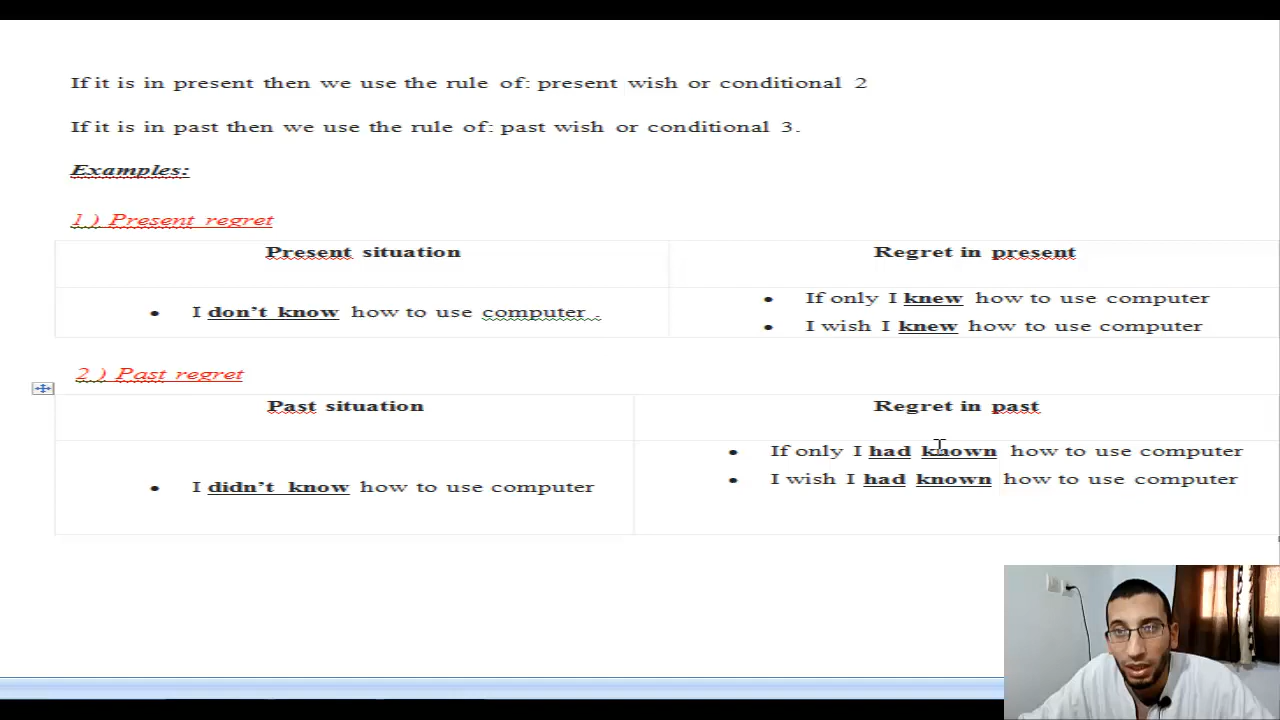 If it is in present then we use the rule of: present wish or conditional 2
If it is in past then we use the rule of: past wish or conditional 3.
Examples:
1 ) Present regret
Present situation
Regret in present
I don't know how to use computer .
If only I knew how to use computer
I wish I knew how to use computer
2 ) Past regret
Past situation
Regret in past
I didn't know how to use computer
If only I had known how to use computer
I wish I had known how to use computer